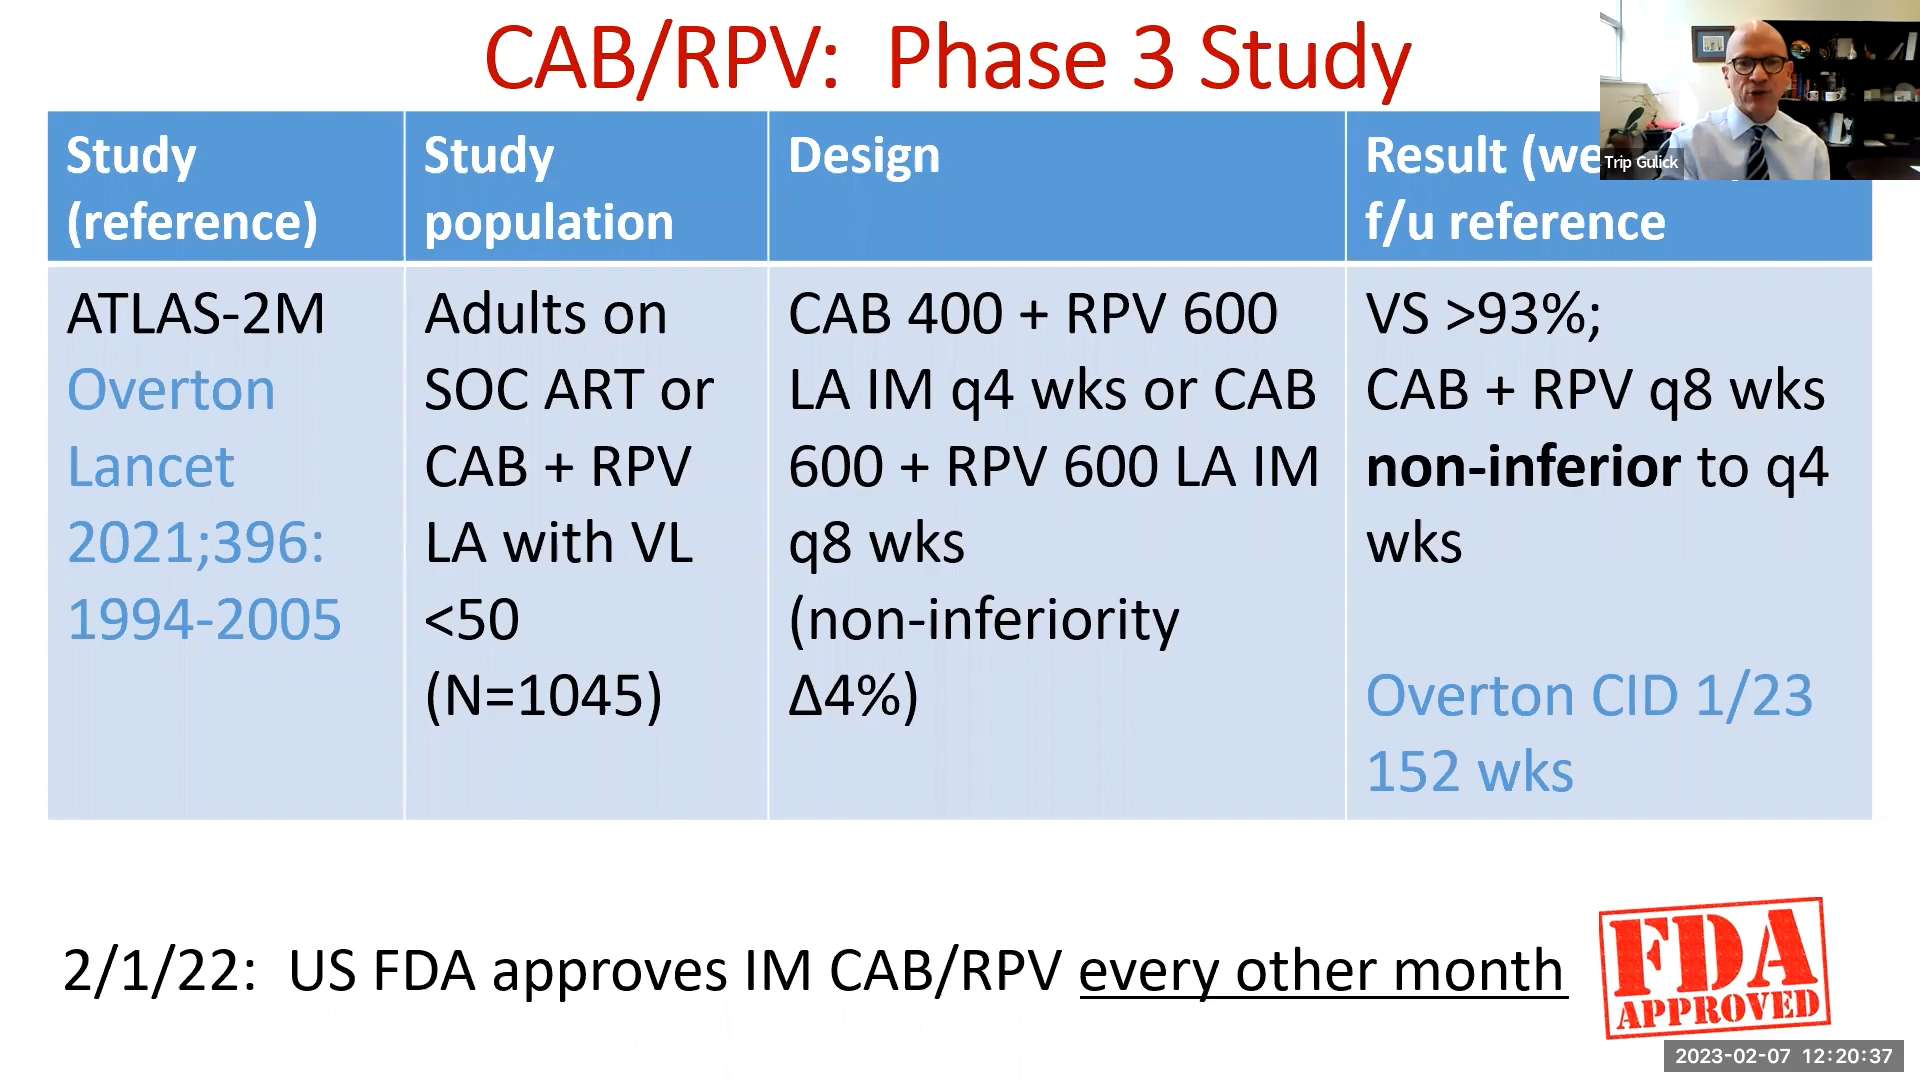 CAB/RPV: Phase 3 Study
Trip Gulick
Study
(reference)
Study
population
Design
Result
f/u reference
ATLAS-2M
Overton
Lancet
2021;396:
1994-2005
Adults on
SOC ART or
CAB + RPV
LA with VL
<50
(N=1045)
CAB 400 + RPV 600
LA IM q4 wks or CAB
600 + RPV 600 LA IM
q8 wks
(non-inferiority
Δ4%)
VS >93%;
CAB + RPV q8 wks
non-inferior to q4
wks
Overton CID 1/23
152 wks
2/1/22: US FDA approves IM CAB/RPV every other month
FDA
APPROVED
2023-02-07 12:20:37